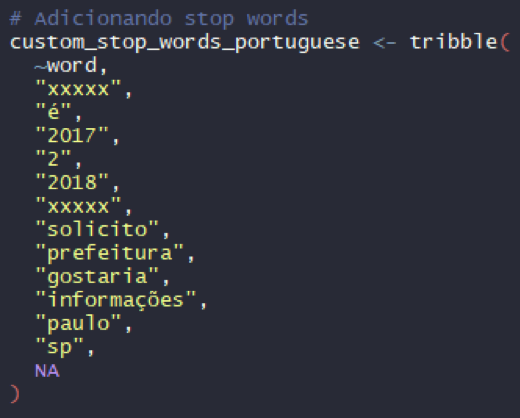 # Adicionando stop words
custom_stop_words_portuguese <- tribble(
  ~word,
  "xxxxx",
  "é",
  "2017",
  "2",
  "2018",
  "xxxxx",
  "solicito",
  "prefeitura",
  "gostaria",
  "informações",
  "paulo",
  "sp",
  NA
)